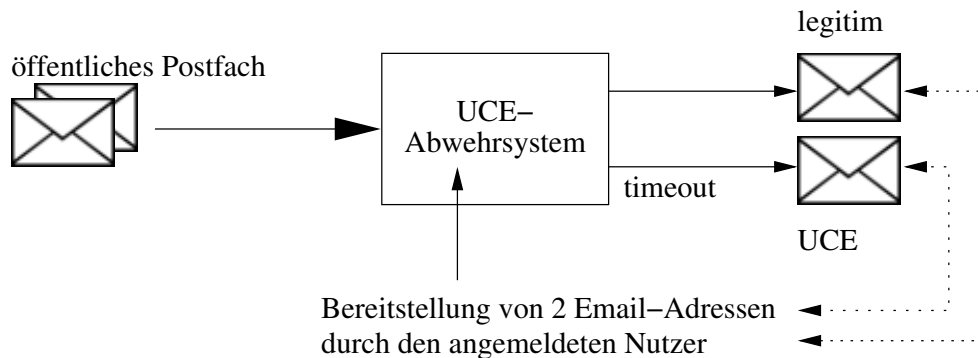 legitim
öffentliches Postfach
UCE–
Abwehrsystem
timeout
UCE
Bereitstellung von 2 Email–Adressen
durch den angemeldeten Nutzer